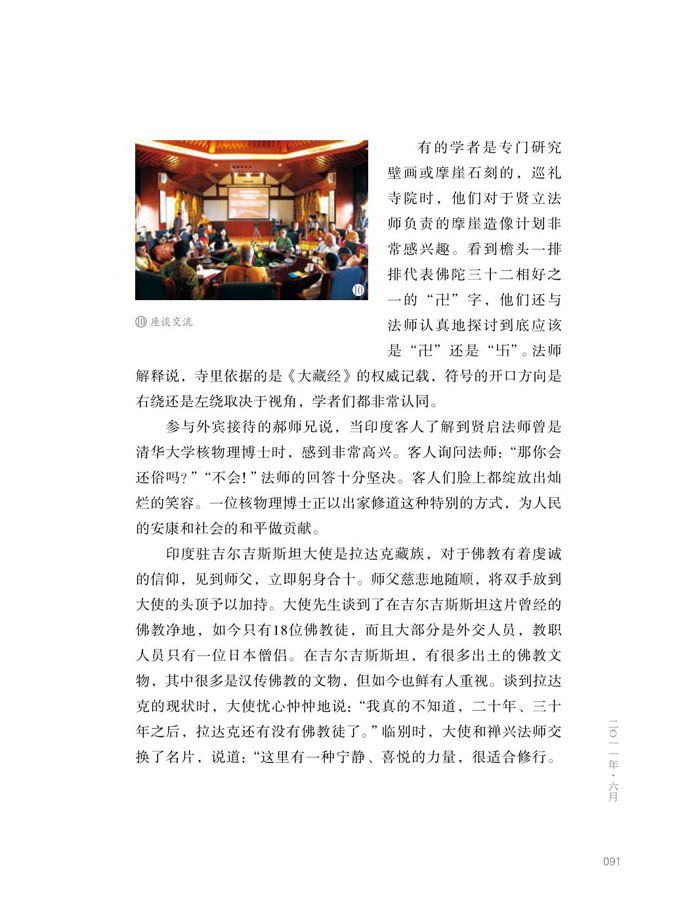 有的学者是专门研究
壁画或摩崖石刻的，巡礼
寺院时，他们对于贤立法
师负责的摩崖造像计划非
常感兴趣。看到檐头一排
排代表佛陀三十二相好之
一的“卍”字，他们还与
法师认真地探讨到底应该
是“卍”还是“卐”。法师
⑩
⑩ 座谈交流
解释说，寺里依据的是《大藏经》的权威记载，符号的开口方向是
右绕还是左绕取决于视角，学者们都非常认同。
参与外宾接待的郝师兄说，当印度客人了解到贤启法师曾是
清华大学核物理博士时，感到非常高兴。客人询问法师：“那你会
还俗吗？”“不会！”法师的回答十分坚决。客人们脸上都绽放出灿
烂的笑容。一位核物理博士正以出家修道这种特别的方式，为人民
的安康和社会的和平做贡献。
印度驻吉尔吉斯斯坦大使是拉达克藏族，对于佛教有着虔诚
的信仰，见到师父，立即躬身合十。师父慈悲地随顺，将双手放到
大使的头顶予以加持。大使先生谈到了在吉尔吉斯斯坦这片曾经的
佛教净地，如今只有18位佛教徒，而且大部分是外交人员，教职
人员只有一位日本僧侣。在吉尔吉斯斯坦，有很多出土的佛教文
物，其中很多是汉传佛教的文物，但如今也鲜有人重视。谈到拉达
克的现状时，大使忧心忡忡地说：“我真的不知道，二十年、三十
年之后，拉达克还有没有佛教徒了。”临别时，大使和禅兴法师交
换了名片，说道：“这里有一种宁静、喜悦的力量，很适合修行。
二〇一一年·六月
091